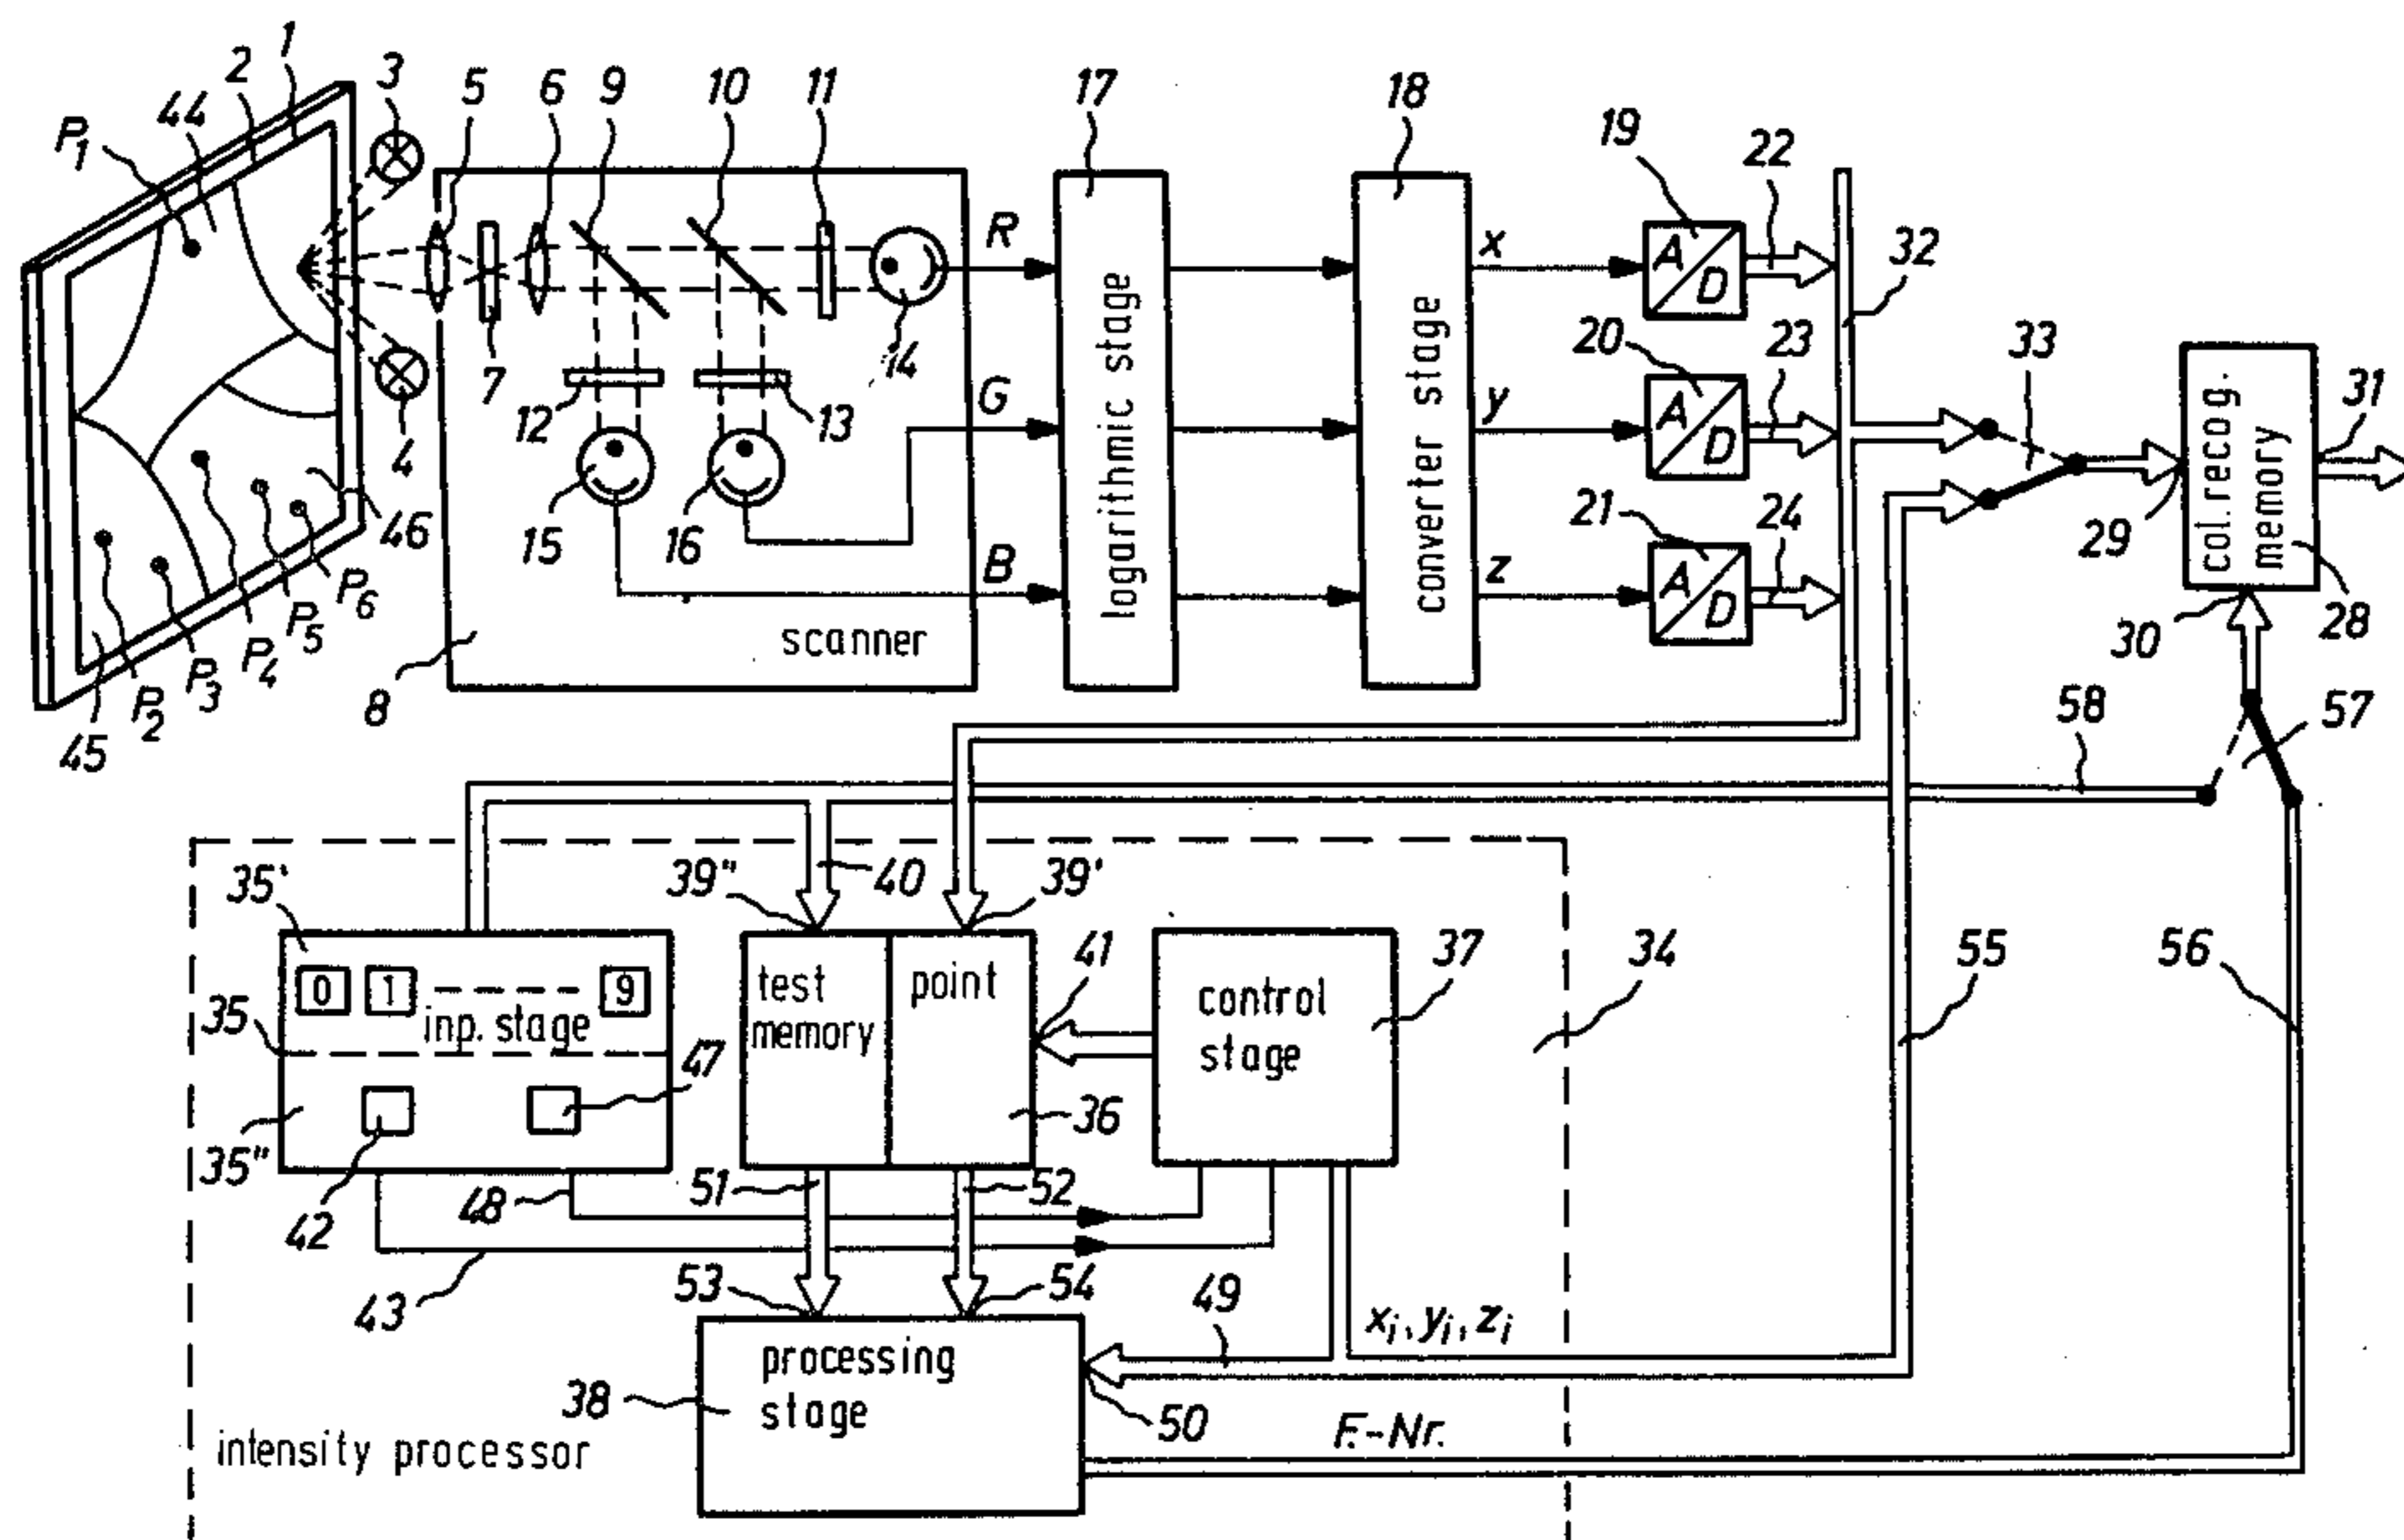 1
2
3
44
P1
5
6
9
10
11
17
18
19
22
32
R
x
A/D
14
7
4
12
13
G
y
20
23
A/D
33
15
16
B
z
21
24
A/D
29
31
col.recog.
memory
28
30
46
P6
P5
P4
P3
P2
45
8
scanner
logarithmic stage
converter stage
58
57
35'
39"
40
39'
41
37
34
55
56
0 1 9
inp. stage
35
47
test
memory
point
control
stage
36
35"
42
48
43
51
52
53
54
49
xi, yi, zi
50
38
processing
stage
F.-Nr.
intensity processor